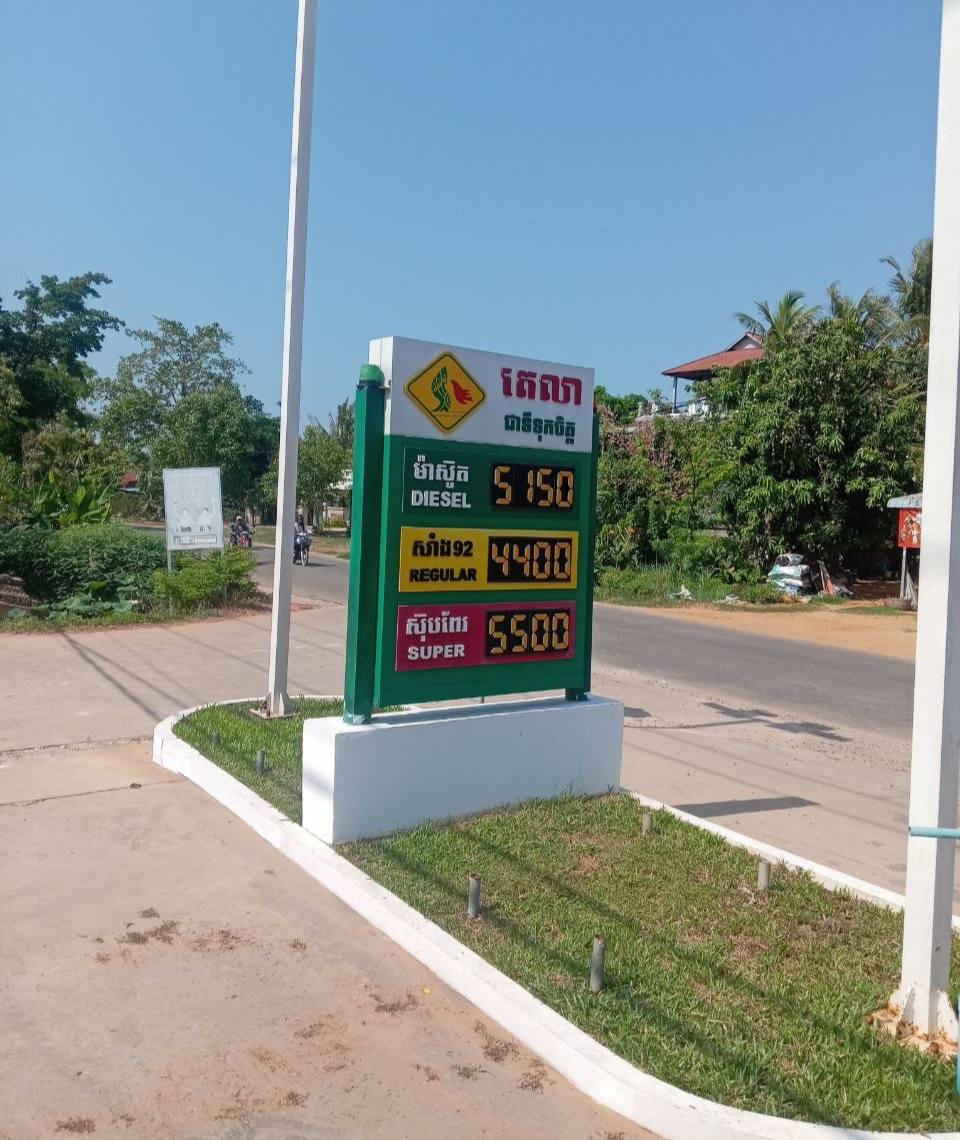 តេលា
ជាទីទុកចិត្ត
ម៉ាស៊ូត
DIESEL
5150
សាំង92
REGULAR
4400
ស៊ុបពែរ
SUPER
5500